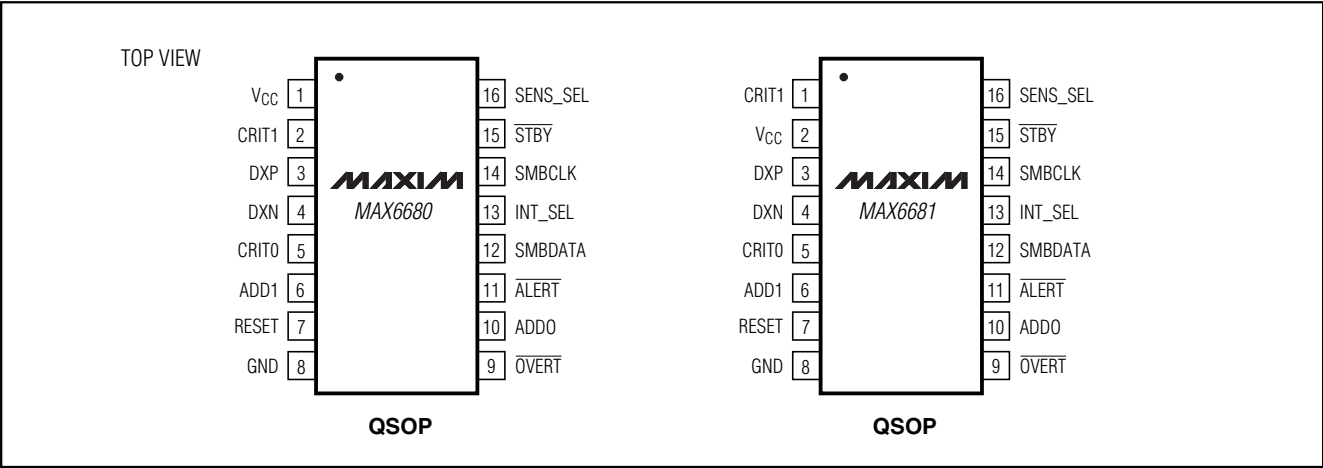 TOP VIEW
VCC 1
CRIT1 2
DXP 3
DXN 4
CRIT0 5
ADD1 6
RESET 7
GND 8
MAXIM
MAX6680
16 SENS_SEL
15 STBY
14 SMBCLK
13 INT_SEL
12 SMBDATA
11 ALERT
10 ADD0
9 OVERT
QSOP
CRIT1 1
VCC 2
DXP 3
DXN 4
CRIT0 5
ADD1 6
RESET 7
GND 8
MAXIM
MAX6681
16 SENS_SEL
15 STBY
14 SMBCLK
13 INT_SEL
12 SMBDATA
11 ALERT
10 ADD0
9 OVERT
QSOP